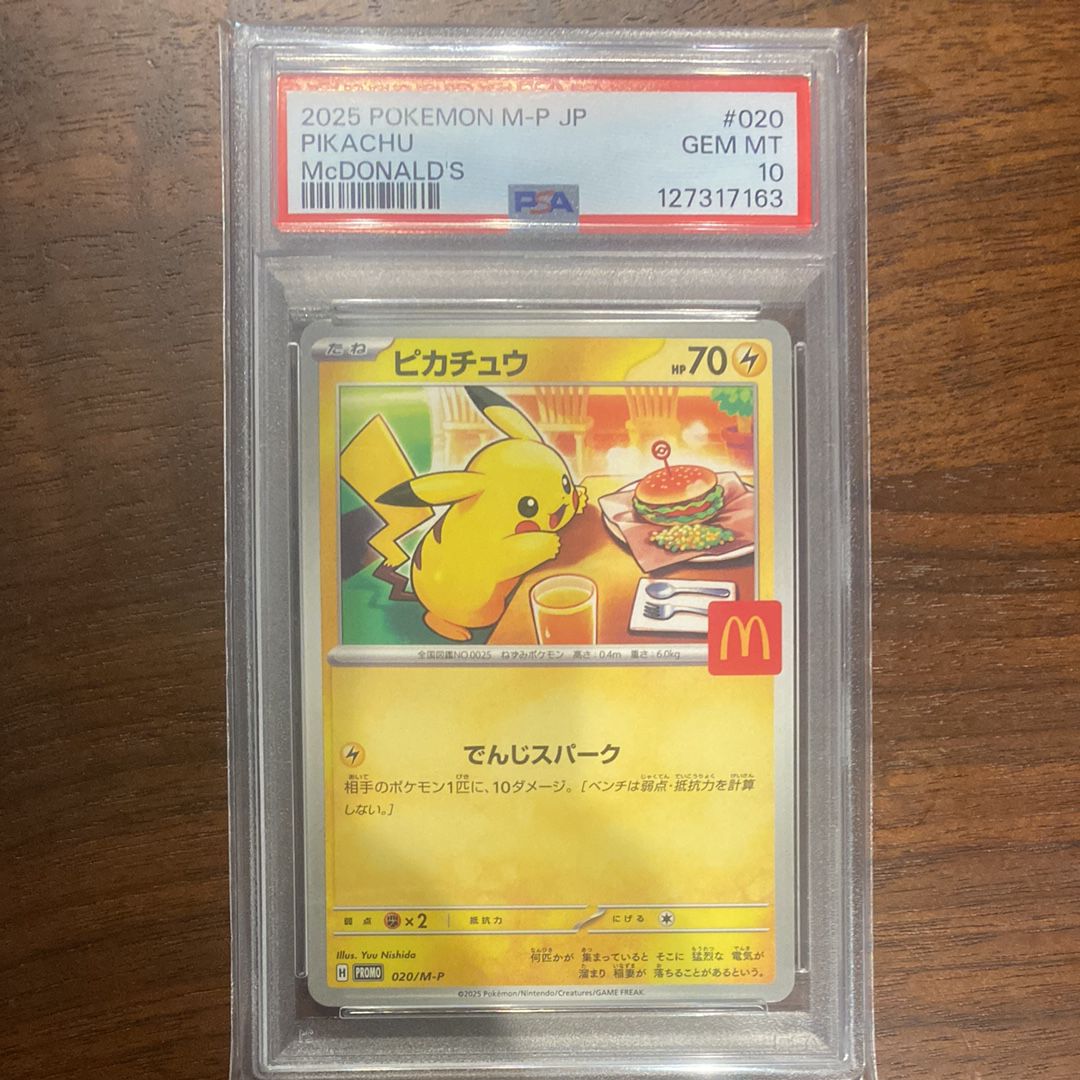 2025 POKEMON M-P JP #020
PIKACHU GEM MT
McDONALD'S 10
PSA 127317163
たね ピカチュウ HP70
全国図鑑NO.0025 ねずみポケモン 高さ:0.4m 重さ:6.0kg
M
でんじスパーク
相手のポケモン1匹に、10ダメージ。[ベンチは弱点・抵抗力を計算
しない。]
弱点 ×2 抵抗力 にげる
Illus. Yuu Nishida
何匹かが 集まっていると そこに 猛烈な 電気が
溜まり 稲妻が 落ちることがあるという。
H PROMO 020/M-P
©2025 Pokémon/Nintendo/Creatures/GAME FREAK.